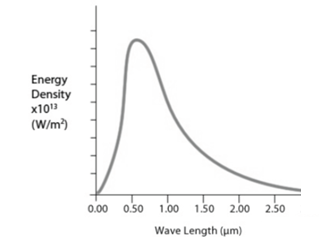 Energy
Density
x10¹³
(W/m²)
0.00 0.50 1.00 1.50 2.00 2.50
Wave Length (μm)